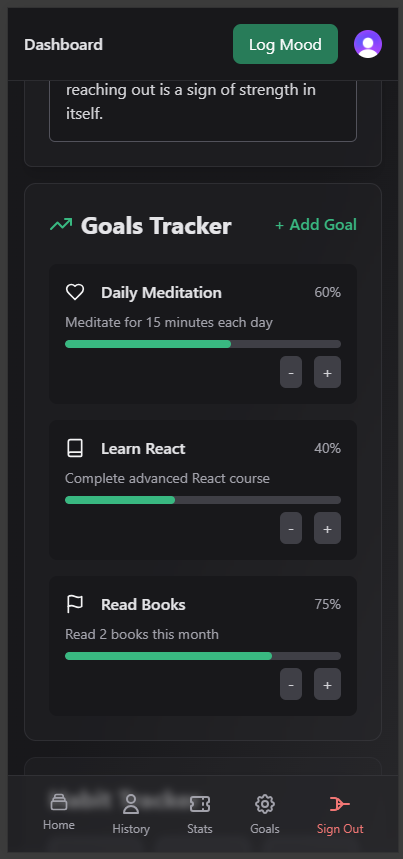 Dashboard
Log Mood
reaching out is a sign of strength in
itself.
Goals Tracker
+ Add Goal
Daily Meditation
60%
Meditate for 15 minutes each day
-
+
Learn React
40%
Complete advanced React course
-
+
Read Books
75%
Read 2 books this month
-
+
Habit Tracker
Home
History
Stats
Goals
Sign Out